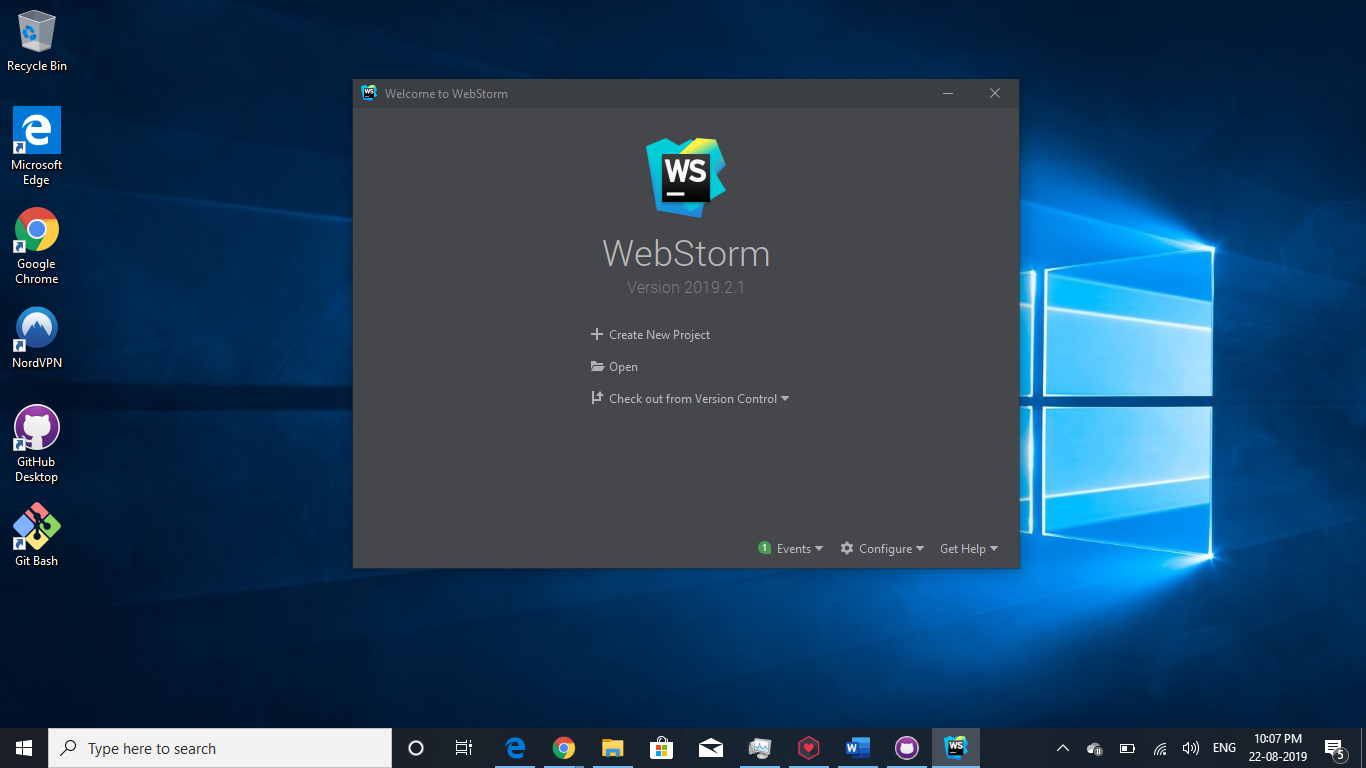 Recycle Bin
Microsoft
Edge
Google
Chrome
NordVPN
GitHub
Desktop
Git Bash
WS
Welcome to WebStorm
WS
WebStorm
Version 2019.2.1
Create New Project
Open
Check out from Version Control
1
Events
Configure
Get Help
Type here to search
W
WS
ENG
10:07 PM
22-08-2019
5